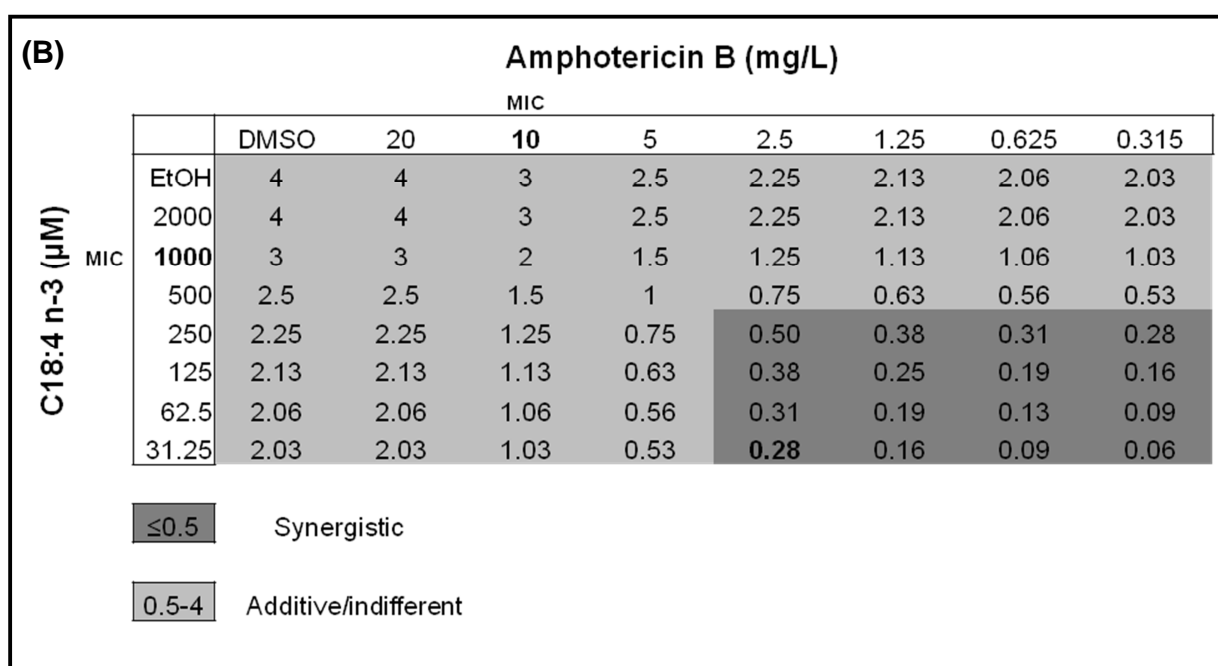 (B)
Amphotericin B (mg/L)
MIC
DMSO 20 10 5 2.5 1.25 0.625 0.315
C18:4 n-3 (µM)
EtOH 4 4 3 2.5 2.25 2.13 2.06 2.03
2000 4 4 3 2.5 2.25 2.13 2.06 2.03
MIC 1000 3 3 2 1.5 1.25 1.13 1.06 1.03
500 2.5 2.5 1.5 1 0.75 0.63 0.56 0.53
250 2.25 2.25 1.25 0.75 0.50 0.38 0.31 0.28
125 2.13 2.13 1.13 0.63 0.38 0.25 0.19 0.16
62.5 2.06 2.06 1.06 0.56 0.31 0.19 0.13 0.09
31.25 2.03 2.03 1.03 0.53 0.28 0.16 0.09 0.06
≤0.5 Synergistic
0.5-4 Additive/indifferent